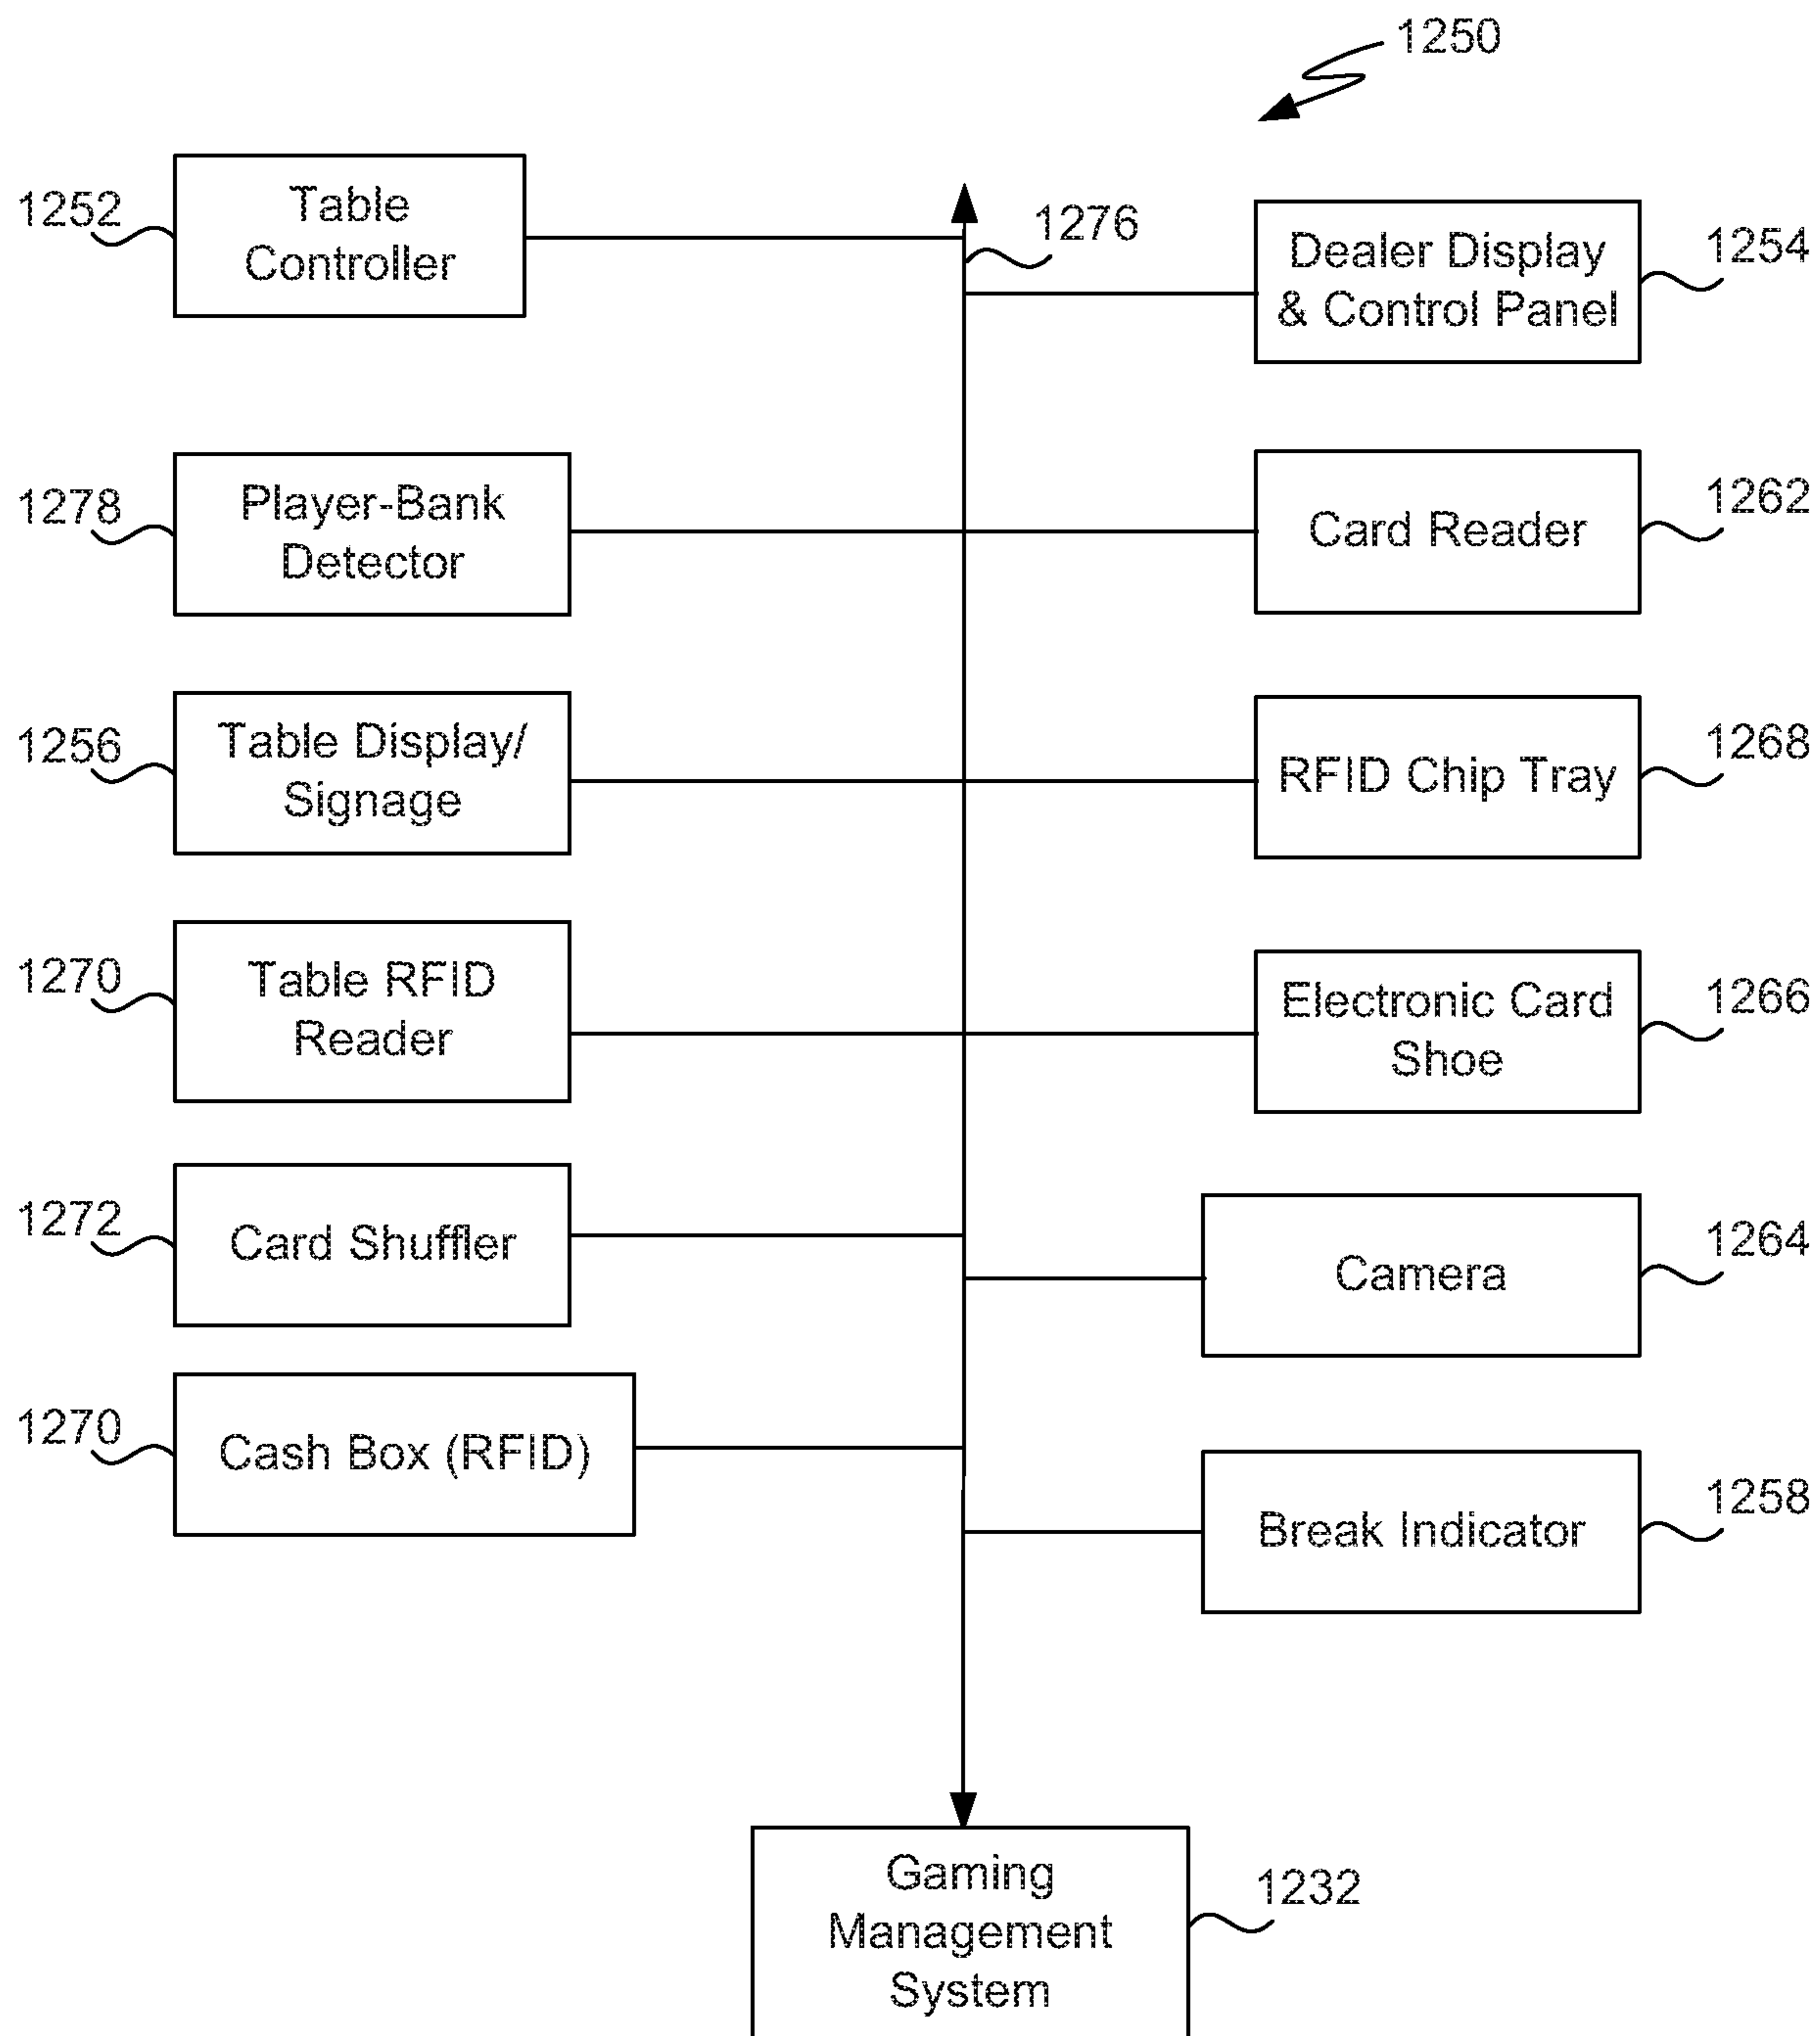 1250
1252
Table
Controller
1276
Dealer Display
& Control Panel
1254
1278
Player-Bank
Detector
Card Reader
1262
1256
Table Display/
Signage
RFID Chip Tray
1268
1270
Table RFID
Reader
Electronic Card
Shoe
1266
1272
Card Shuffler
Camera
1264
1270
Cash Box (RFID)
Break Indicator
1258
Gaming
Management
System
1232